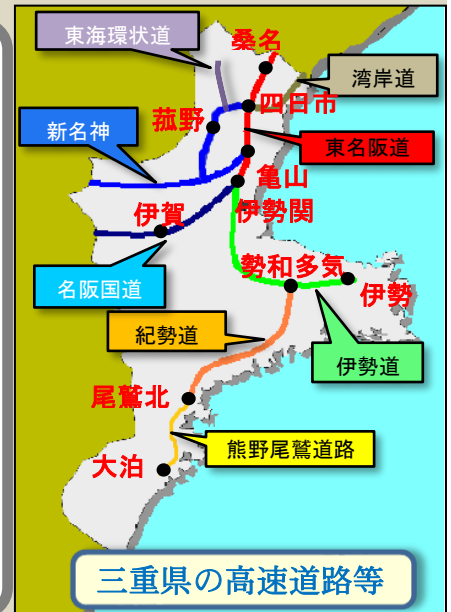 東海環状道
桑名
湾岸道
四日市
菰野
新名神
東名阪道
亀山
伊賀
伊勢関
勢和多気
伊勢
名阪国道
紀勢道
伊勢道
尾鷲北
熊野尾鷲道路
大泊
三重県の高速道路等